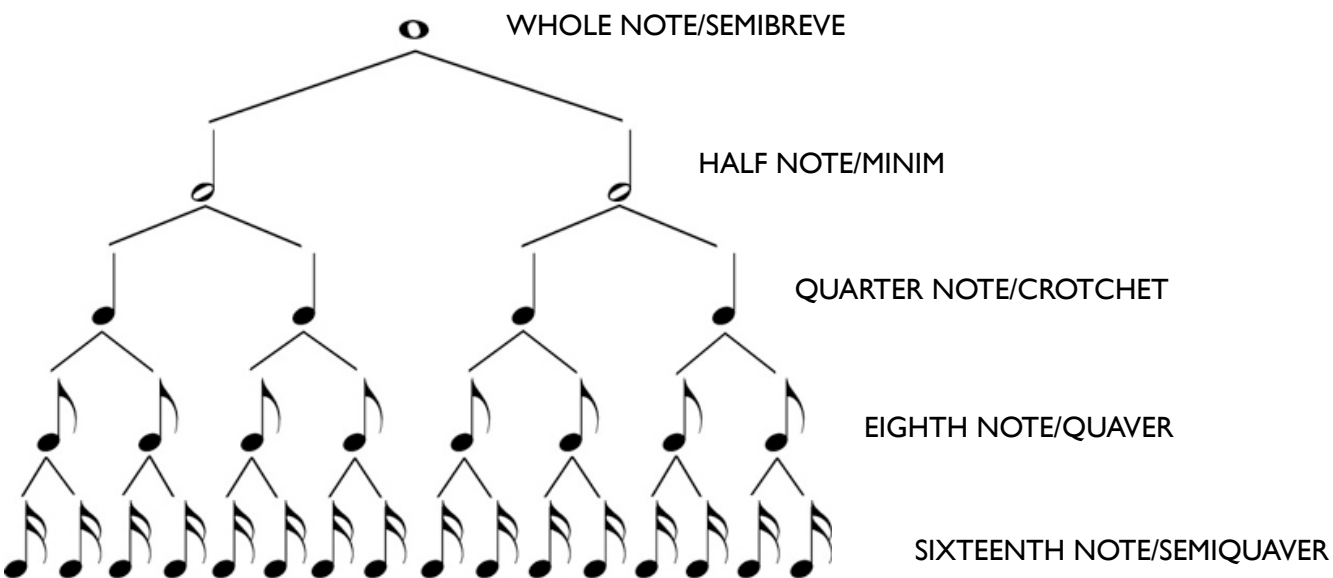 WHOLE NOTE/SEMIBREVE
HALF NOTE/MINIM
QUARTER NOTE/CROTCHET
EIGHTH NOTE/QUAVER
SIXTEENTH NOTE/SEMIQUAVER